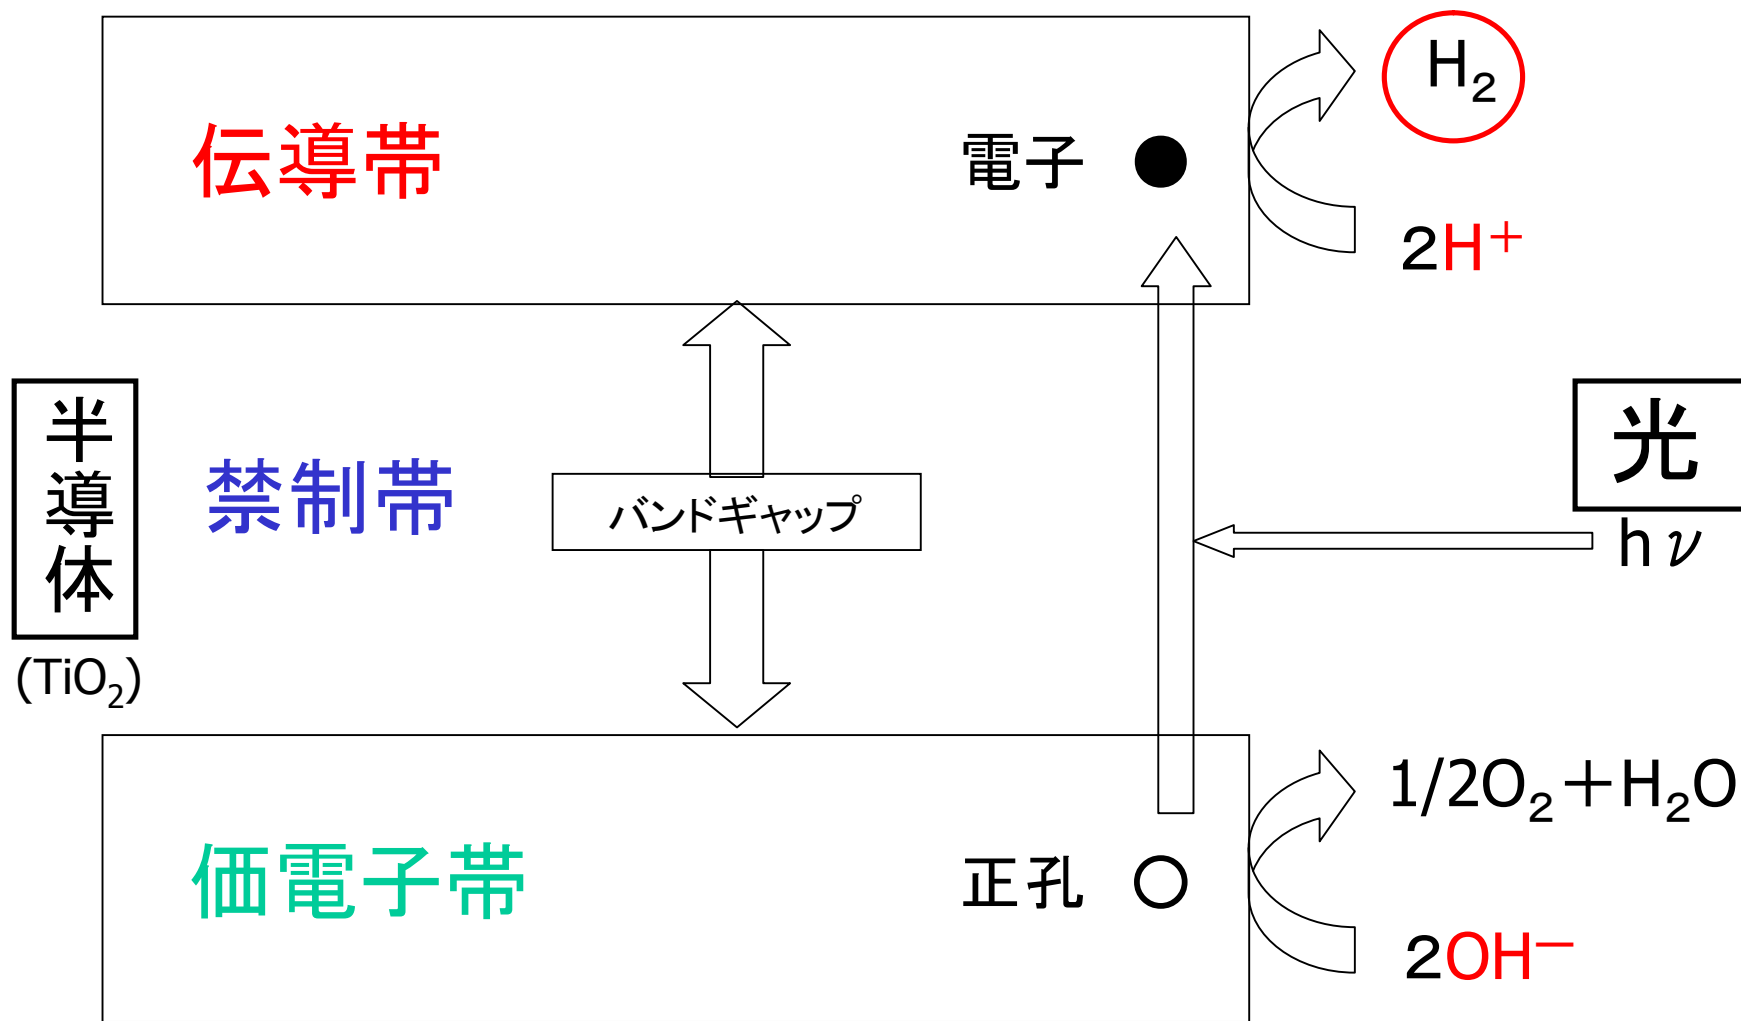 H₂
伝導帯
電子
2H⁺
半導体
(TiO₂)
禁制帯
バンドギャップ
光
hν
1/2O₂＋H₂O
価電子帯
正孔
2OH⁻